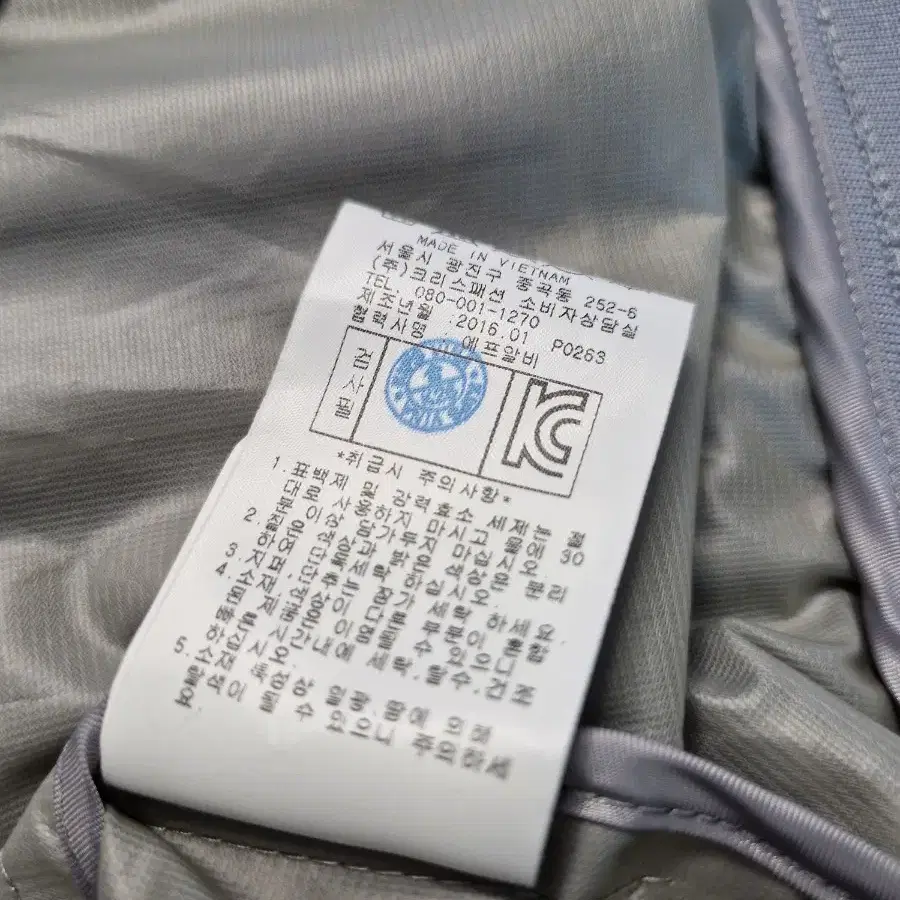 MADE IN VIETNAM
서울시 광진구 중곡동 252-6
(주)크리스패션 소비자상담실
TEL. 080-001-1270
제조년월 : 2016.01 P0263
협력사명 : 에프알비
검사필
KC
*취급시 주의사항*
1. 표백제 및 강력효소 세제는 절
대로 사용하지 마시고 물에 30
분 이상 담가두지 마십시오.
2. 짙은 색상과 밝은 색상은 분리
하여 세탁하십시오.
3. 지퍼, 단추는 잠가 세탁 하세요.
4. 소재, 색상이 다른 부분이 혼합
된 제품은 이염될 수 있으니
단시간내에 세탁, 탈수, 건조
하십시오.
5. 소재 특성상 일광, 땀에 의해
변색이 될 수 있으니 주의하세